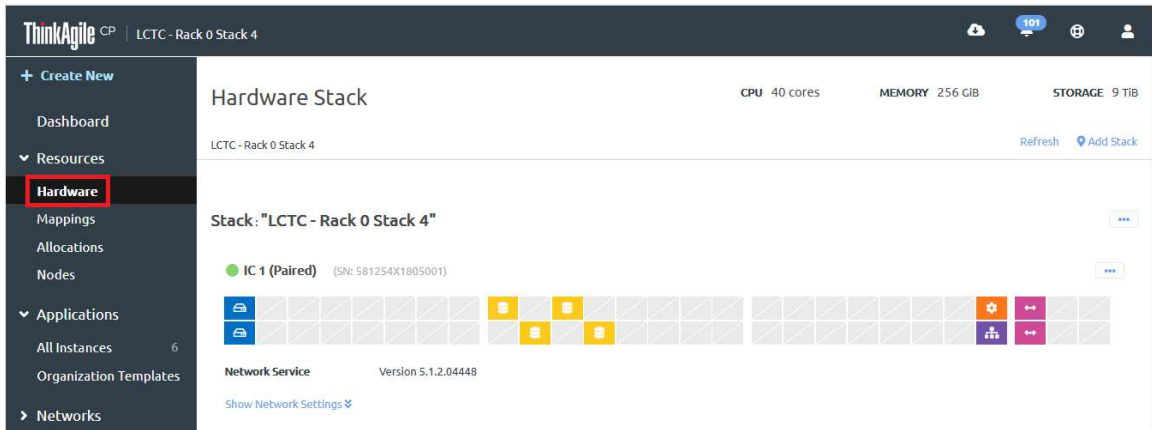 ThinkAgile CP | LCTC - Rack 0 Stack 4
101
+ Create New
Dashboard
Resources
Hardware
Mappings
Allocations
Nodes
Applications
All Instances 6
Organization Templates
Networks
Hardware Stack
CPU 40 cores MEMORY 256 GiB STORAGE 9 TiB
LCTC - Rack 0 Stack 4
Refresh Add Stack
Stack: "LCTC - Rack 0 Stack 4"
IC 1 (Paired) (SN: 581254X1805001)
Network Service Version 5.1.2.04448
Show Network Settings